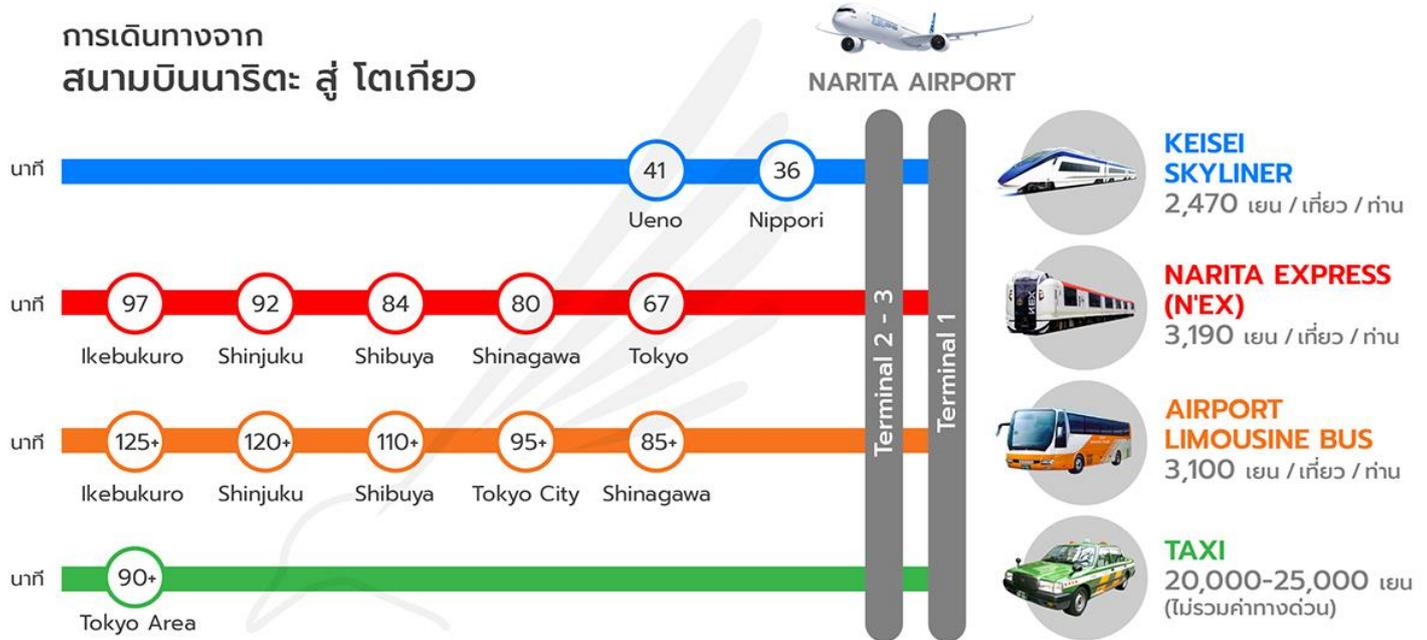 การเดินทางจาก
สนามบินนาริตะ สู่ โตเกียว
NARITA AIRPORT
Terminal 2 - 3
Terminal 1
นาที
41
36
Ueno
Nippori
KEISEI
SKYLINER
2,470 เยน / เที่ยว / ท่าน
นาที
97
92
84
80
67
Ikebukuro
Shinjuku
Shibuya
Shinagawa
Tokyo
NEX
NARITA EXPRESS
(N'EX)
3,190 เยน / เที่ยว / ท่าน
นาที
125+
120+
110+
95+
85+
Ikebukuro
Shinjuku
Shibuya
Tokyo City
Shinagawa
AIRPORT
LIMOUSINE BUS
3,100 เยน / เที่ยว / ท่าน
นาที
90+
Tokyo Area
TAXI
20,000-25,000 เยน
(ไม่รวมค่าทางด่วน)